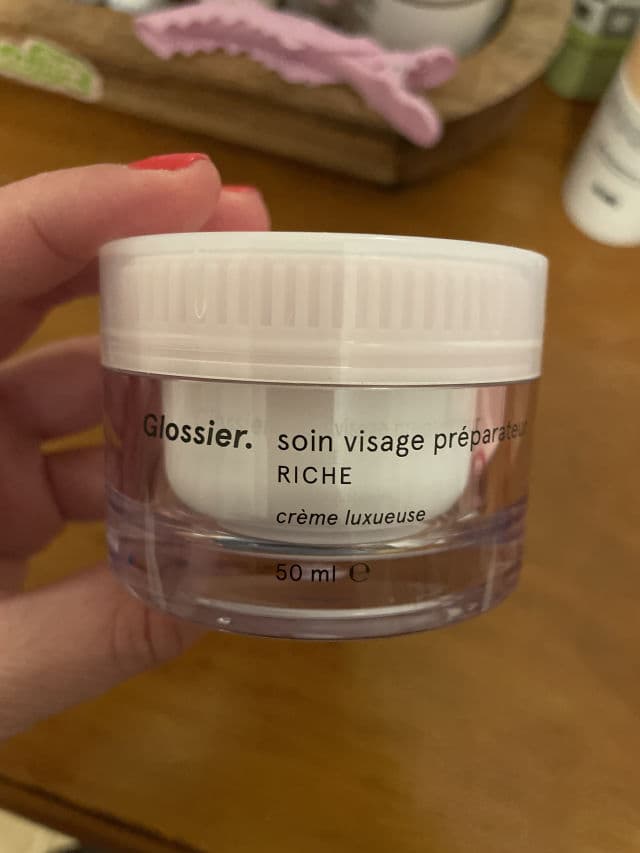 Glossier. soin visage préparateur
RICHE
crème luxueuse
50 ml ℮